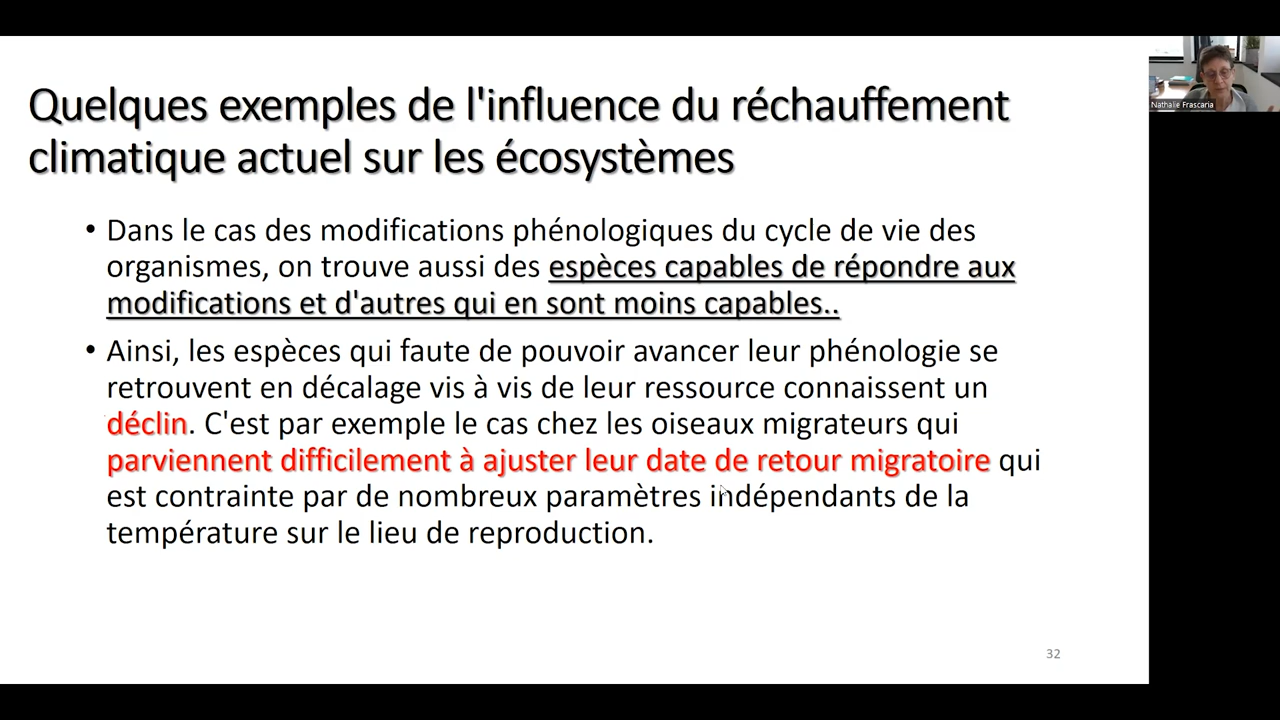 Quelques exemples de l'influence du réchauffement
climatique actuel sur les écosystèmes
• Dans le cas des modifications phénologiques du cycle de vie des
organismes, on trouve aussi des espèces capables de répondre aux
modifications et d'autres qui en sont moins capables..
• Ainsi, les espèces qui faute de pouvoir avancer leur phénologie se
retrouvent en décalage vis à vis de leur ressource connaissent un
déclin. C'est par exemple le cas chez les oiseaux migrateurs qui
parviennent difficilement à ajuster leur date de retour migratoire qui
est contrainte par de nombreux paramètres indépendants de la
température sur le lieu de reproduction.
32
Nathalie Frascaria